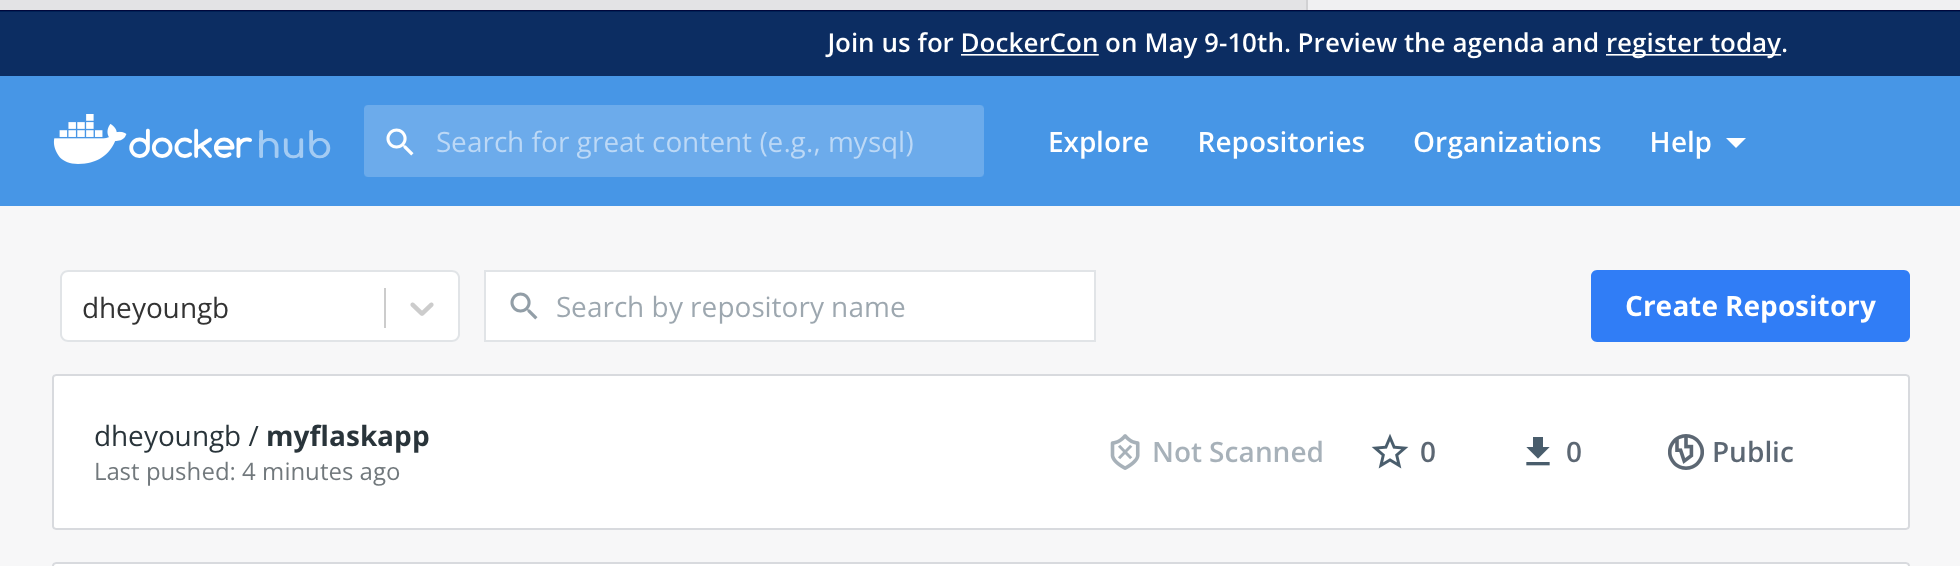 Join us for DockerCon on May 9-10th. Preview the agenda and register today.
docker hub
Search for great content (e.g., mysql)
Explore
Repositories
Organizations
Help
dheyoungb
Search by repository name
Create Repository
dheyoungb / myflaskapp
Last pushed: 4 minutes ago
Not Scanned
0
0
Public